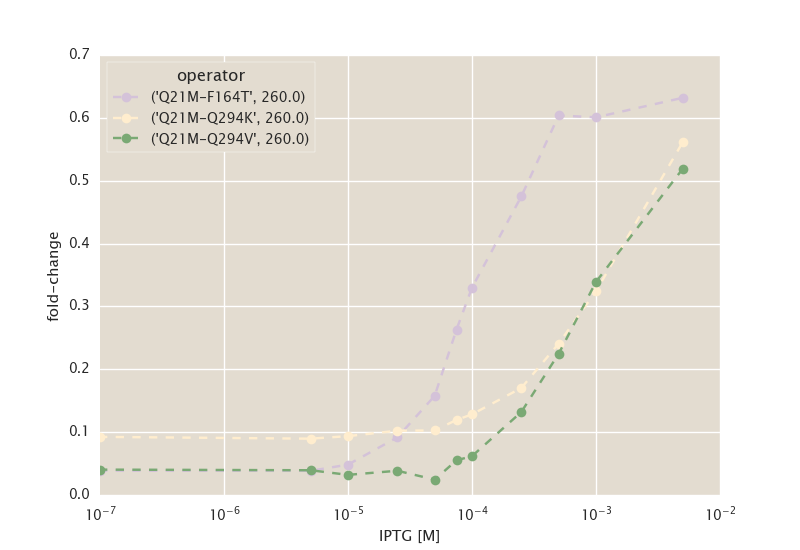 operator
('Q21M-F164T', 260.0)
('Q21M-Q294K', 260.0)
('Q21M-Q294V', 260.0)
fold-change
0.7
0.6
0.5
0.4
0.3
0.2
0.1
0.0
10⁻⁷ 10⁻⁶ 10⁻⁵ 10⁻⁴ 10⁻³ 10⁻²
IPTG [M]